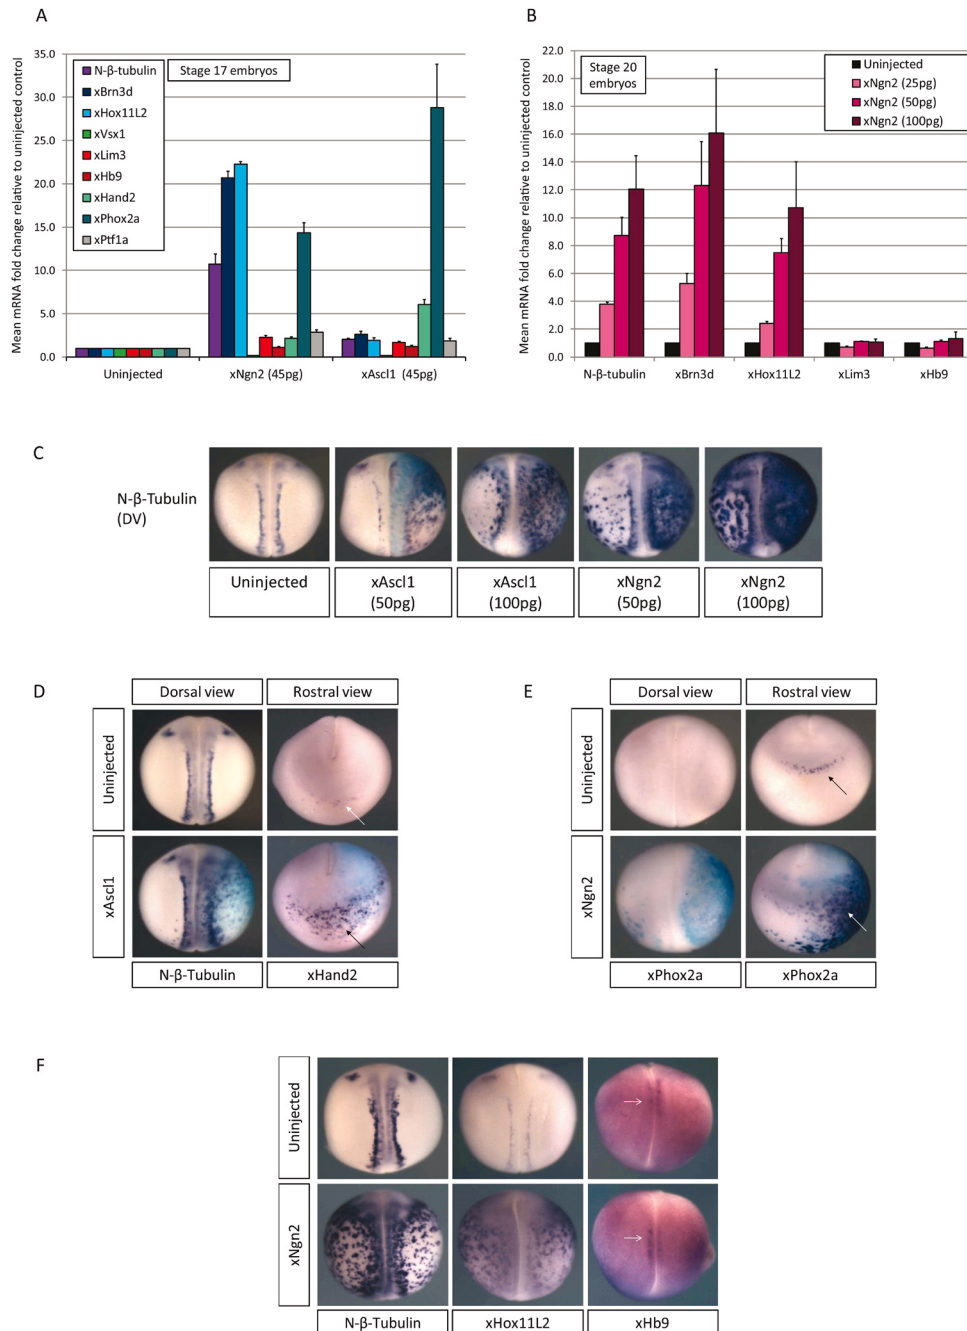 A
Mean mRNA fold change relative to uninjected control
35.0
30.0
25.0
20.0
15.0
10.0
5.0
0.0
N-β-tubulin
xBrn3d
xHox11L2
xVsx1
xLim3
xHb9
xHand2
xPhox2a
xPtf1a
Stage 17 embryos
Uninjected
xNgn2 (45pg)
xAscl1 (45pg)
B
Mean mRNA fold change relative to uninjected control
22.0
20.0
18.0
16.0
14.0
12.0
10.0
8.0
6.0
4.0
2.0
0.0
Stage 20
embryos
Uninjected
xNgn2 (25pg)
xNgn2 (50pg)
xNgn2 (100pg)
N-β-tubulin
xBrn3d
xHox11L2
xLim3
xHb9
C
N-β-Tubulin
(DV)
Uninjected
xAscl1
(50pg)
xAscl1
(100pg)
xNgn2
(50pg)
xNgn2
(100pg)
D
Dorsal view
Rostral view
Uninjected
xAscl1
N-β-Tubulin
xHand2
E
Dorsal view
Rostral view
Uninjected
xNgn2
xPhox2a
xPhox2a
F
Uninjected
xNgn2
N-β-Tubulin
xHox11L2
xHb9